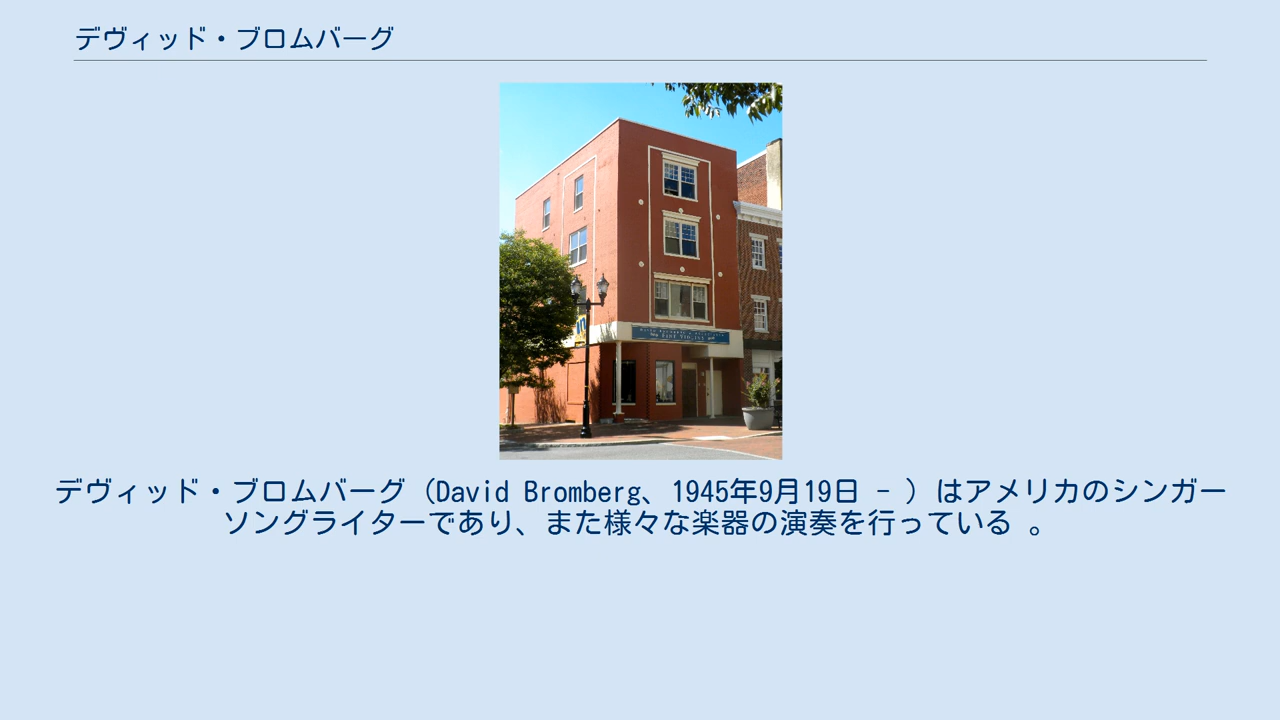 デヴィッド・ブロムバーグ
FINE VIOLINS
デヴィッド・ブロムバーグ（David Bromberg、1945年9月19日 - ）はアメリカのシンガー
ソングライターであり、また様々な楽器の演奏を行っている 。